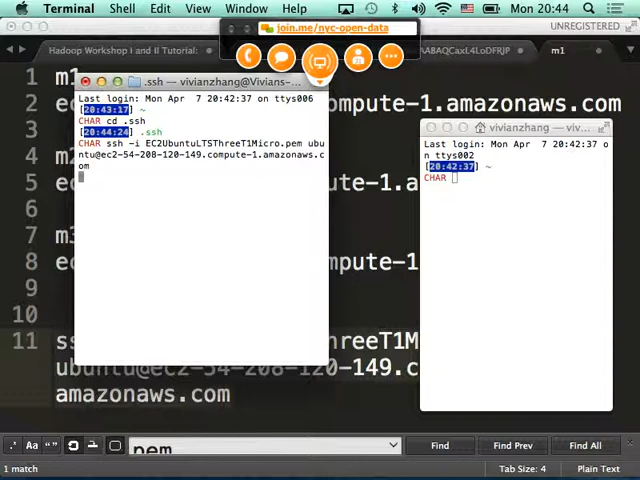 Terminal Shell Edit View Window Help Mon 20:44
join.me/nyc-open-data
UNREGISTERED
Hadoop Workshop I and II Tutorial:
m1
1 m1
2 ec
compute-1.amazonaws.com
3
4 m2
5 ec
mpute-1.a
6
7 m3
8 ec
mpute-1.a
9
10
11 ss
hreeT1M
ubuntu@ec2-54-208-120-149.c
amazonaws.com
.ssh — vivianzhang@Vivians-...
Last login: Mon Apr 7 20:42:37 on ttys006
[20:43:17] ~
CHAR cd .ssh
[20:44:24] .ssh
CHAR ssh -i EC2UbuntuLTSThreeT1Micro.pem ubu
ntu@ec2-54-208-120-149.compute-1.amazonaws.c
om
vivianzhang — viv...
Last login: Mon Apr 7 20:42:37 o
n ttys002
[20:42:37] ~
CHAR
.* Aa “”
pem
Find Find Prev Find All
1 match
Tab Size: 4 Plain Text